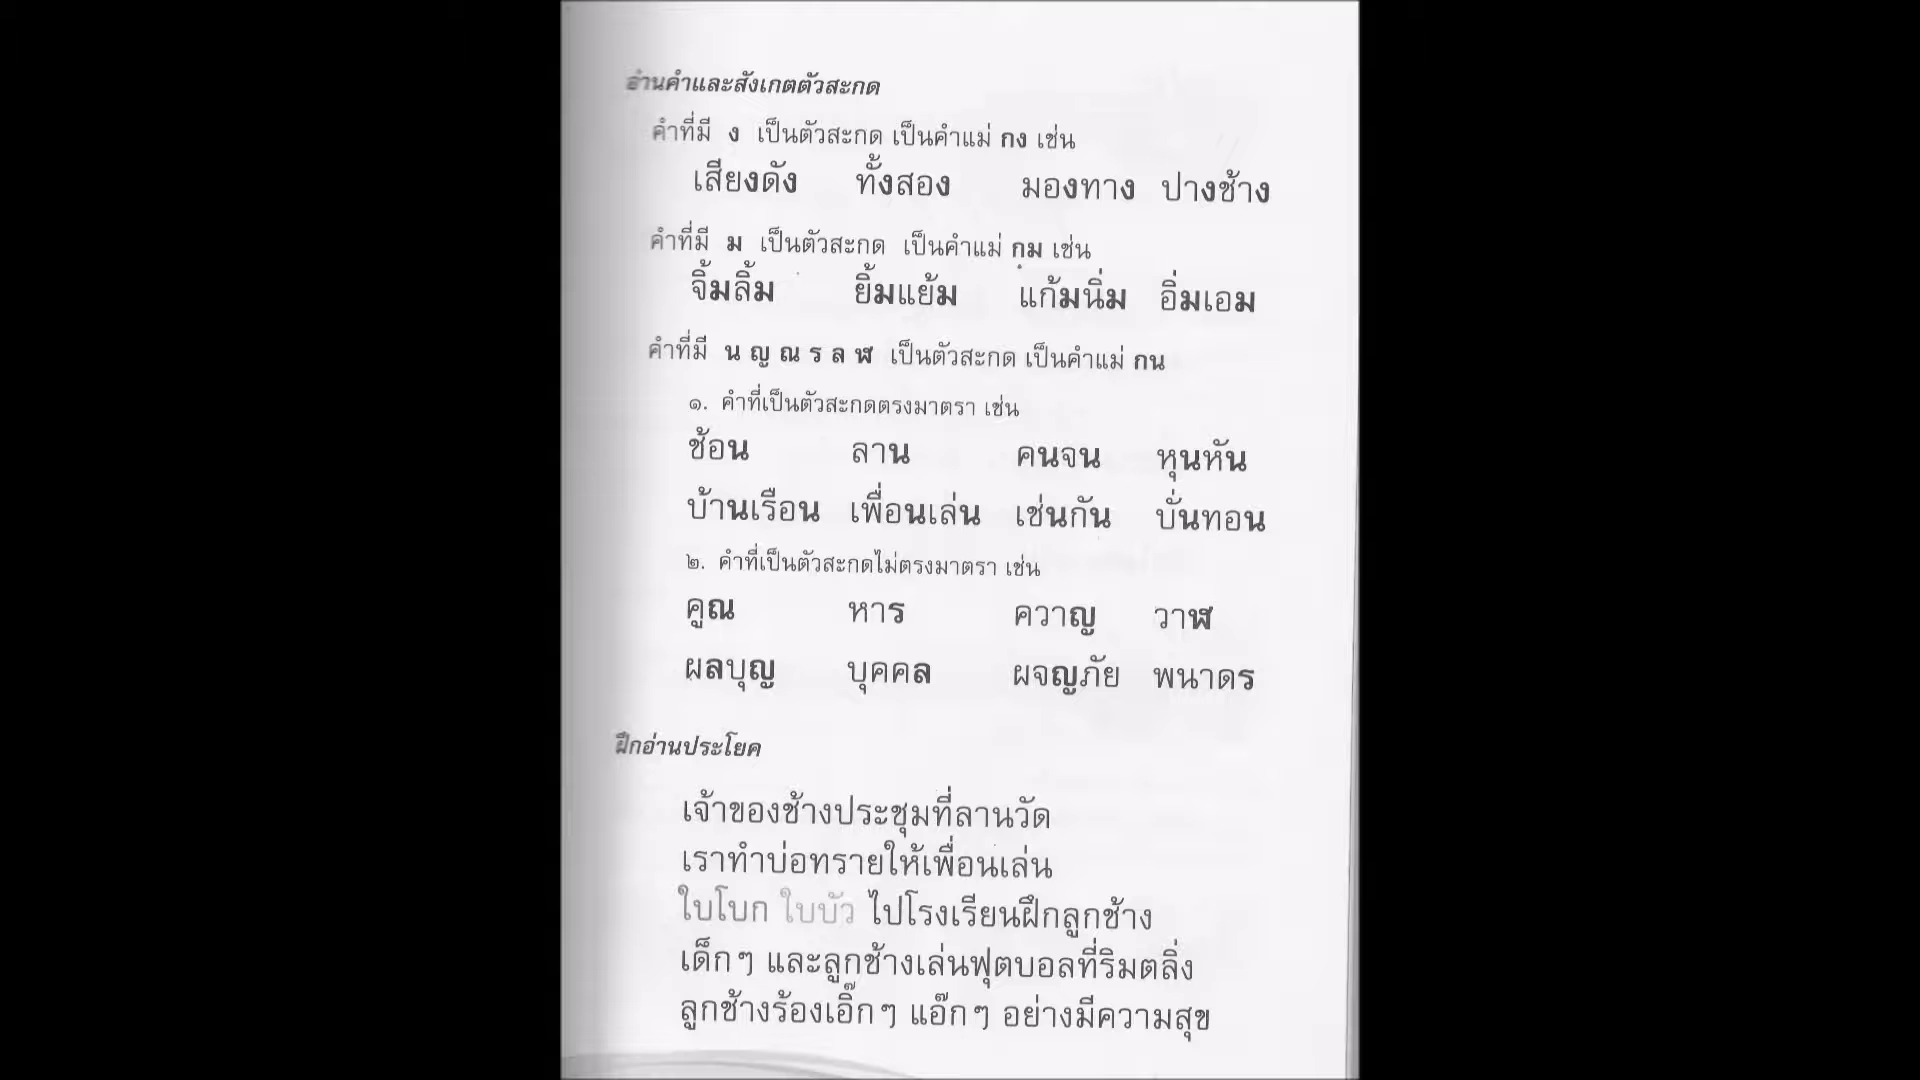 อ่านคำและสังเกตตัวสะกด
คำที่มี ง เป็นตัวสะกด เป็นคำแม่ กง เช่น
เสียงดัง ทั้งสอง มองทาง ปางช้าง
คำที่มี ม เป็นตัวสะกด เป็นคำแม่ กม เช่น
จิ้มลิ้ม ยิ้มแย้ม แก้มนิ่ม อิ่มเอม
คำที่มี น ญ ณ ร ล ฬ เป็นตัวสะกด เป็นคำแม่ กน
๑. คำที่เป็นตัวสะกดตรงมาตรา เช่น
ช้อน ลาน คนจน หุนหัน
บ้านเรือน เพื่อนเล่น เช่นกัน บั่นทอน
๒. คำที่เป็นตัวสะกดไม่ตรงมาตรา เช่น
คูณ หาร ควาญ วาฬ
ผลบุญ บุคคล ผจญภัย พนาดร
ฝึกอ่านประโยค
เจ้าของช้างประชุมที่ลานวัด
เราทำบ่อทรายให้เพื่อนเล่น
ใบโบก ใบบัว ไปโรงเรียนฝึกลูกช้าง
เด็กๆ และลูกช้างเล่นฟุตบอลที่ริมตลิ่ง
ลูกช้างร้องเอิ๊กๆ แอ๊กๆ อย่างมีความสุข